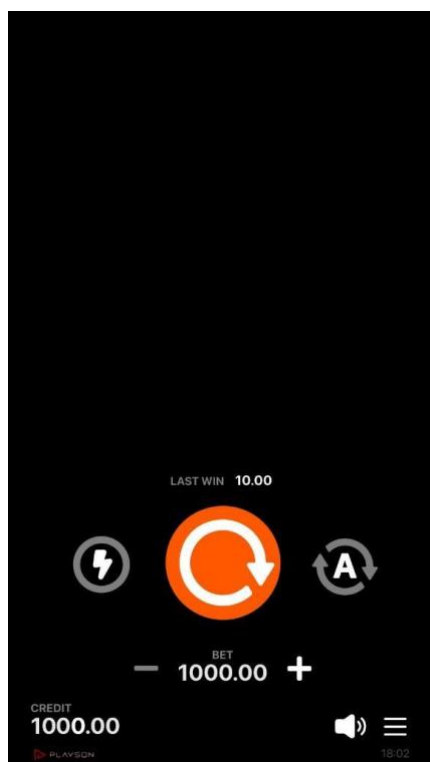 LAST WIN 10.00
A
BET
1000.00
CREDIT
1000.00
PLAYSON
18:02